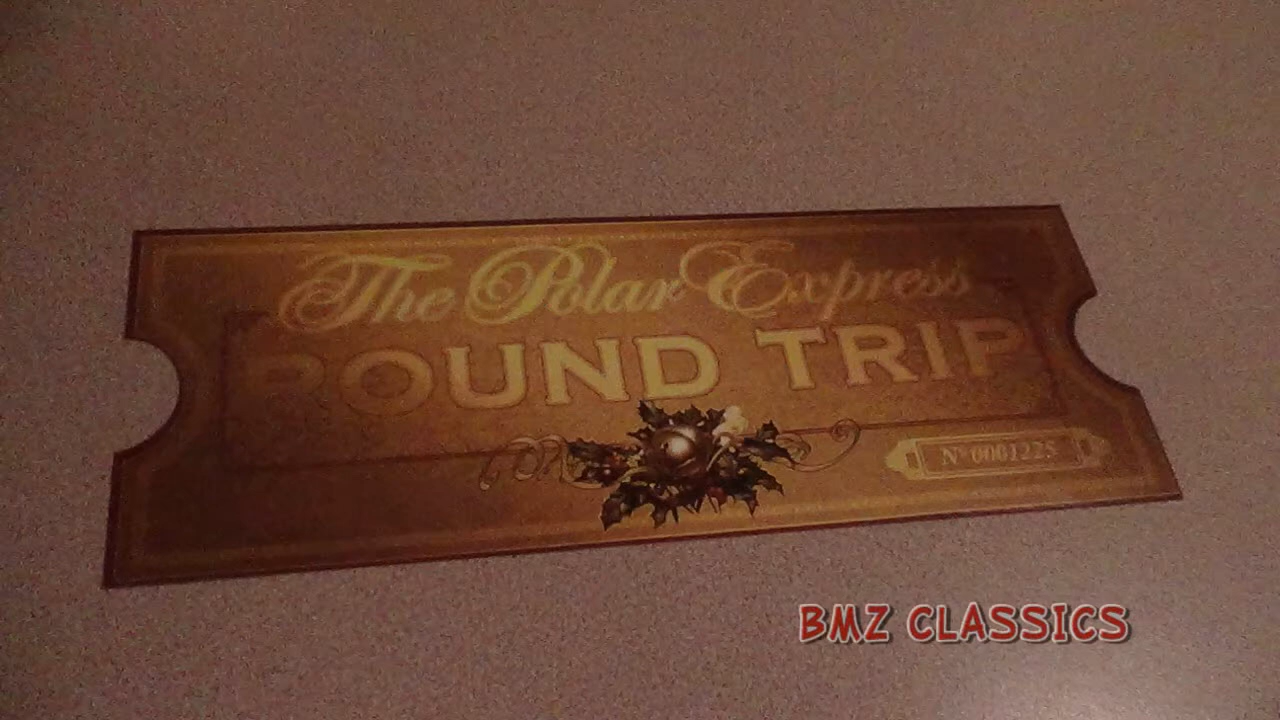 The Polar Express
ROUND TRIP
Nº 0001225
BMZ CLASSICS